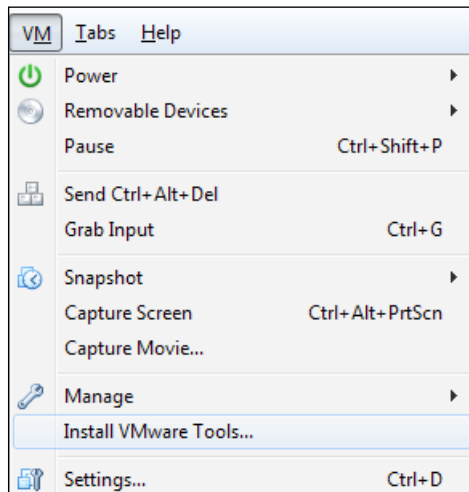 VM Tabs Help
Power
Removable Devices
Pause Ctrl+Shift+P
Send Ctrl+Alt+Del
Grab Input Ctrl+G
Snapshot
Capture Screen Ctrl+Alt+PrtScn
Capture Movie...
Manage
Install VMware Tools...
Settings... Ctrl+D